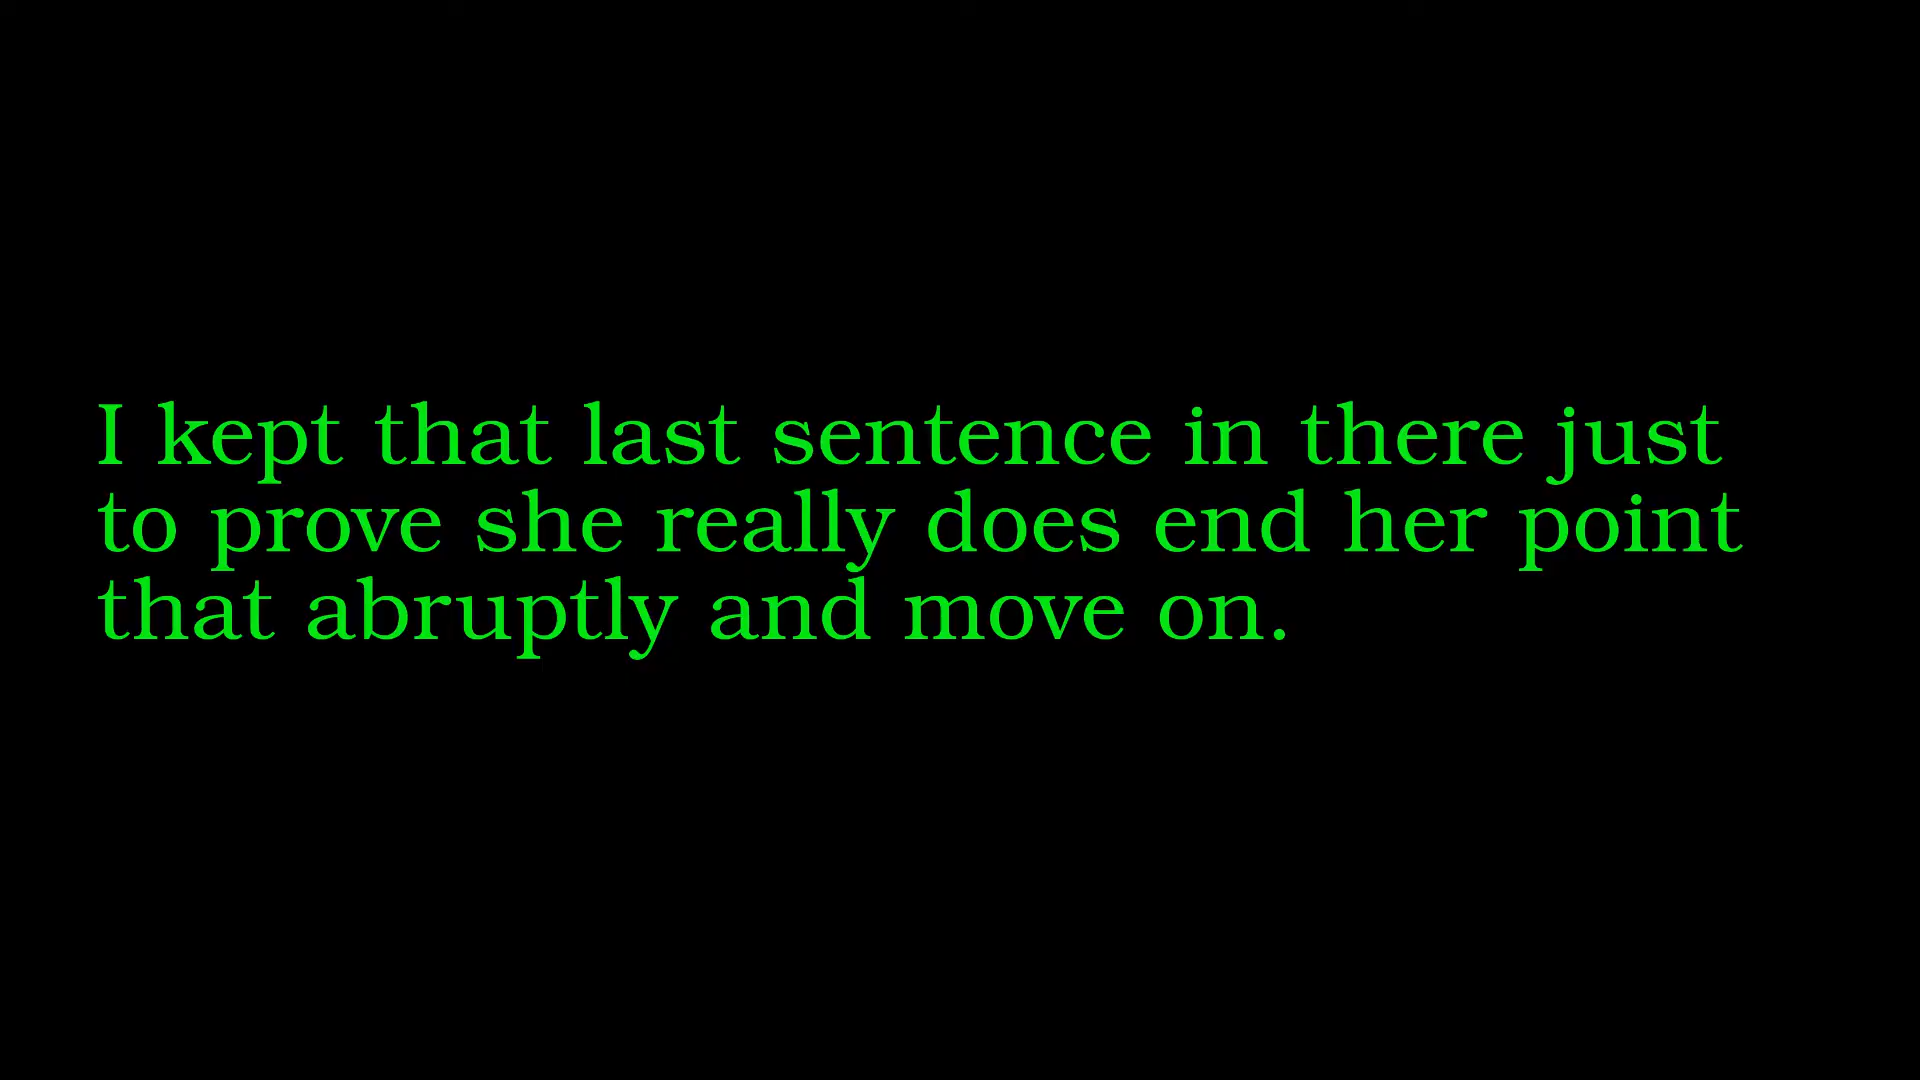 I kept that last sentence in there just
to prove she really does end her point
that abruptly and move on.